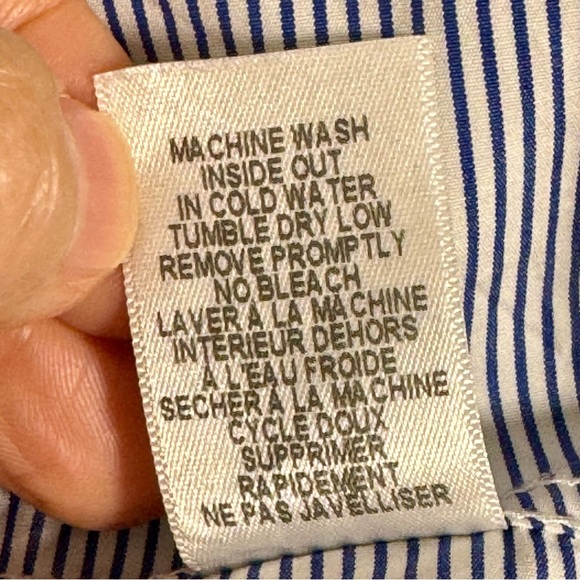 MACHINE WASH
INSIDE OUT
IN COLD WATER
TUMBLE DRY LOW
REMOVE PROMPTLY
NO BLEACH
LAVER A LA MACHINE
INTERIEUR DEHORS
A L'EAU FROIDE
SECHER A LA MACHINE
CYCLE DOUX
SUPPRIMER
RAPIDEMENT
NE PAS JAVELLISER